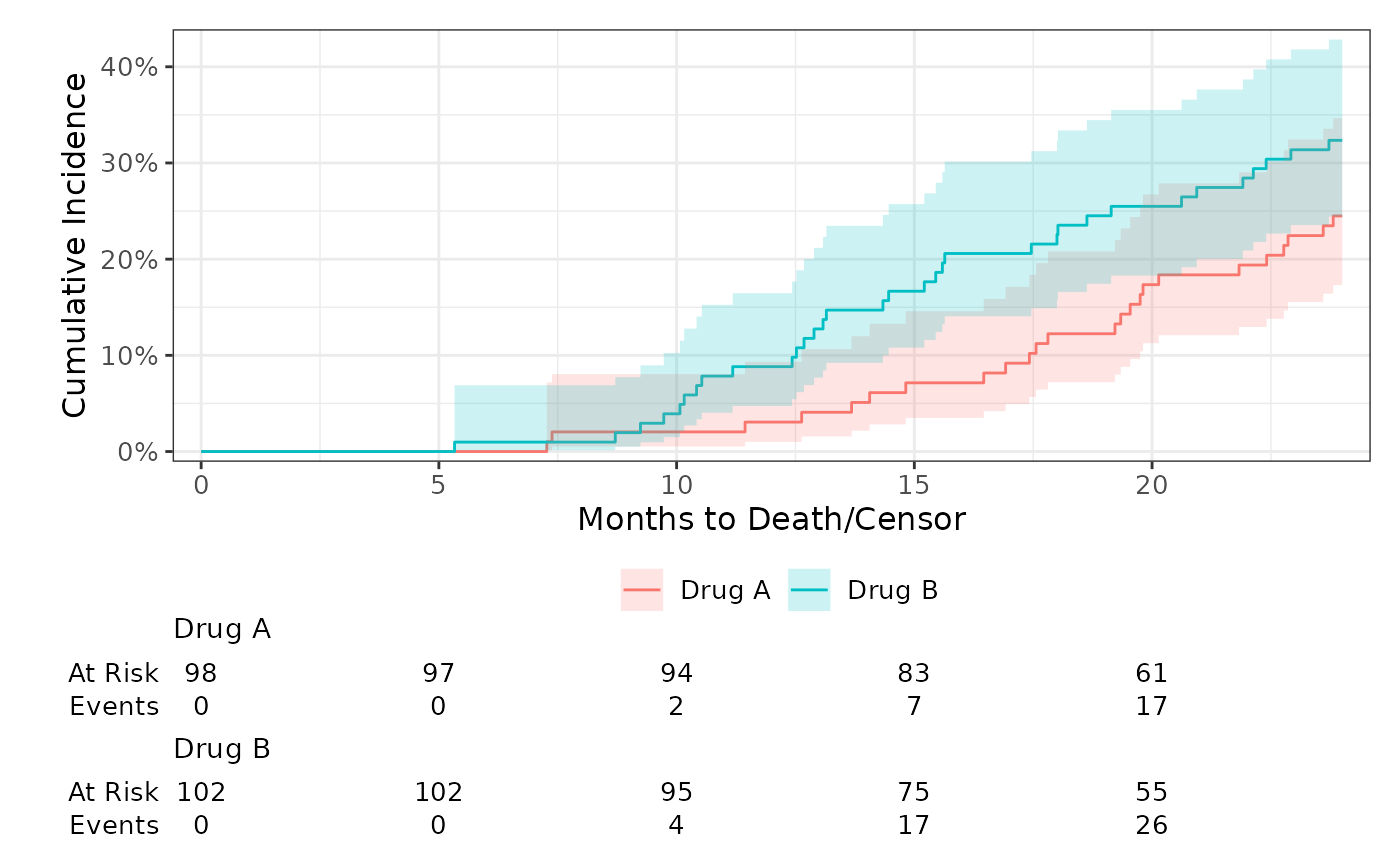 Cumulative Incidence
40%
30%
20%
10%
0%
0 5 10 15 20
Months to Death/Censor
Drug A Drug B
Drug A
At Risk 98 97 94 83 61
Events 0 0 2 7 17
Drug B
At Risk 102 102 95 75 55
Events 0 0 4 17 26